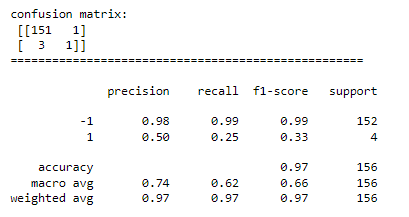 confusion matrix:
[[151 1]
[ 3 1]]
===================================================
precision recall f1-score support
-1 0.98 0.99 0.99 152
1 0.50 0.25 0.33 4
accuracy 0.97 156
macro avg 0.74 0.62 0.66 156
weighted avg 0.97 0.97 0.97 156